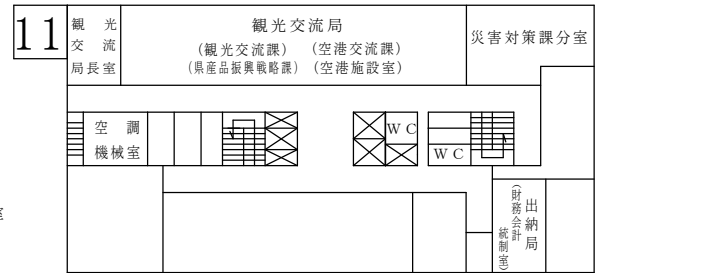 11
観光
交流
局長室
観光交流局
(観光交流課) (空港交流課)
(県産品振興戦略課) (空港施設室)
災害対策課分室
空調
機械室
WC
WC
出納局
(財務会計
統制室)
室